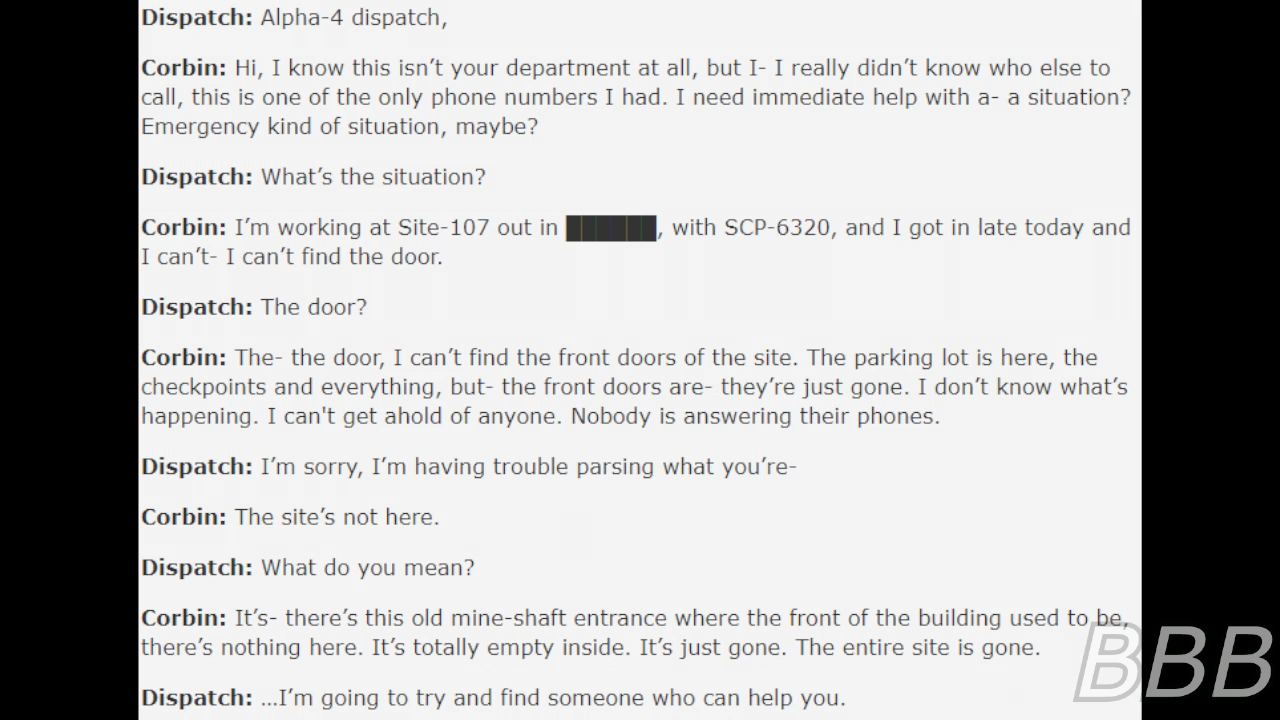 Dispatch: Alpha-4 dispatch,
Corbin: Hi, I know this isn’t your department at all, but I- I really didn’t know who else to
call, this is one of the only phone numbers I had. I need immediate help with a- a situation?
Emergency kind of situation, maybe?
Dispatch: What’s the situation?
Corbin: I’m working at Site-107 out in ██████, with SCP-6320, and I got in late today and
I can’t- I can’t find the door.
Dispatch: The door?
Corbin: The- the door, I can’t find the front doors of the site. The parking lot is here, the
checkpoints and everything, but- the front doors are- they’re just gone. I don’t know what’s
happening. I can't get ahold of anyone. Nobody is answering their phones.
Dispatch: I’m sorry, I’m having trouble parsing what you’re-
Corbin: The site’s not here.
Dispatch: What do you mean?
Corbin: It’s- there’s this old mine-shaft entrance where the front of the building used to be,
there’s nothing here. It’s totally empty inside. It’s just gone. The entire site is gone.
Dispatch: …I’m going to try and find someone who can help you.
BBB